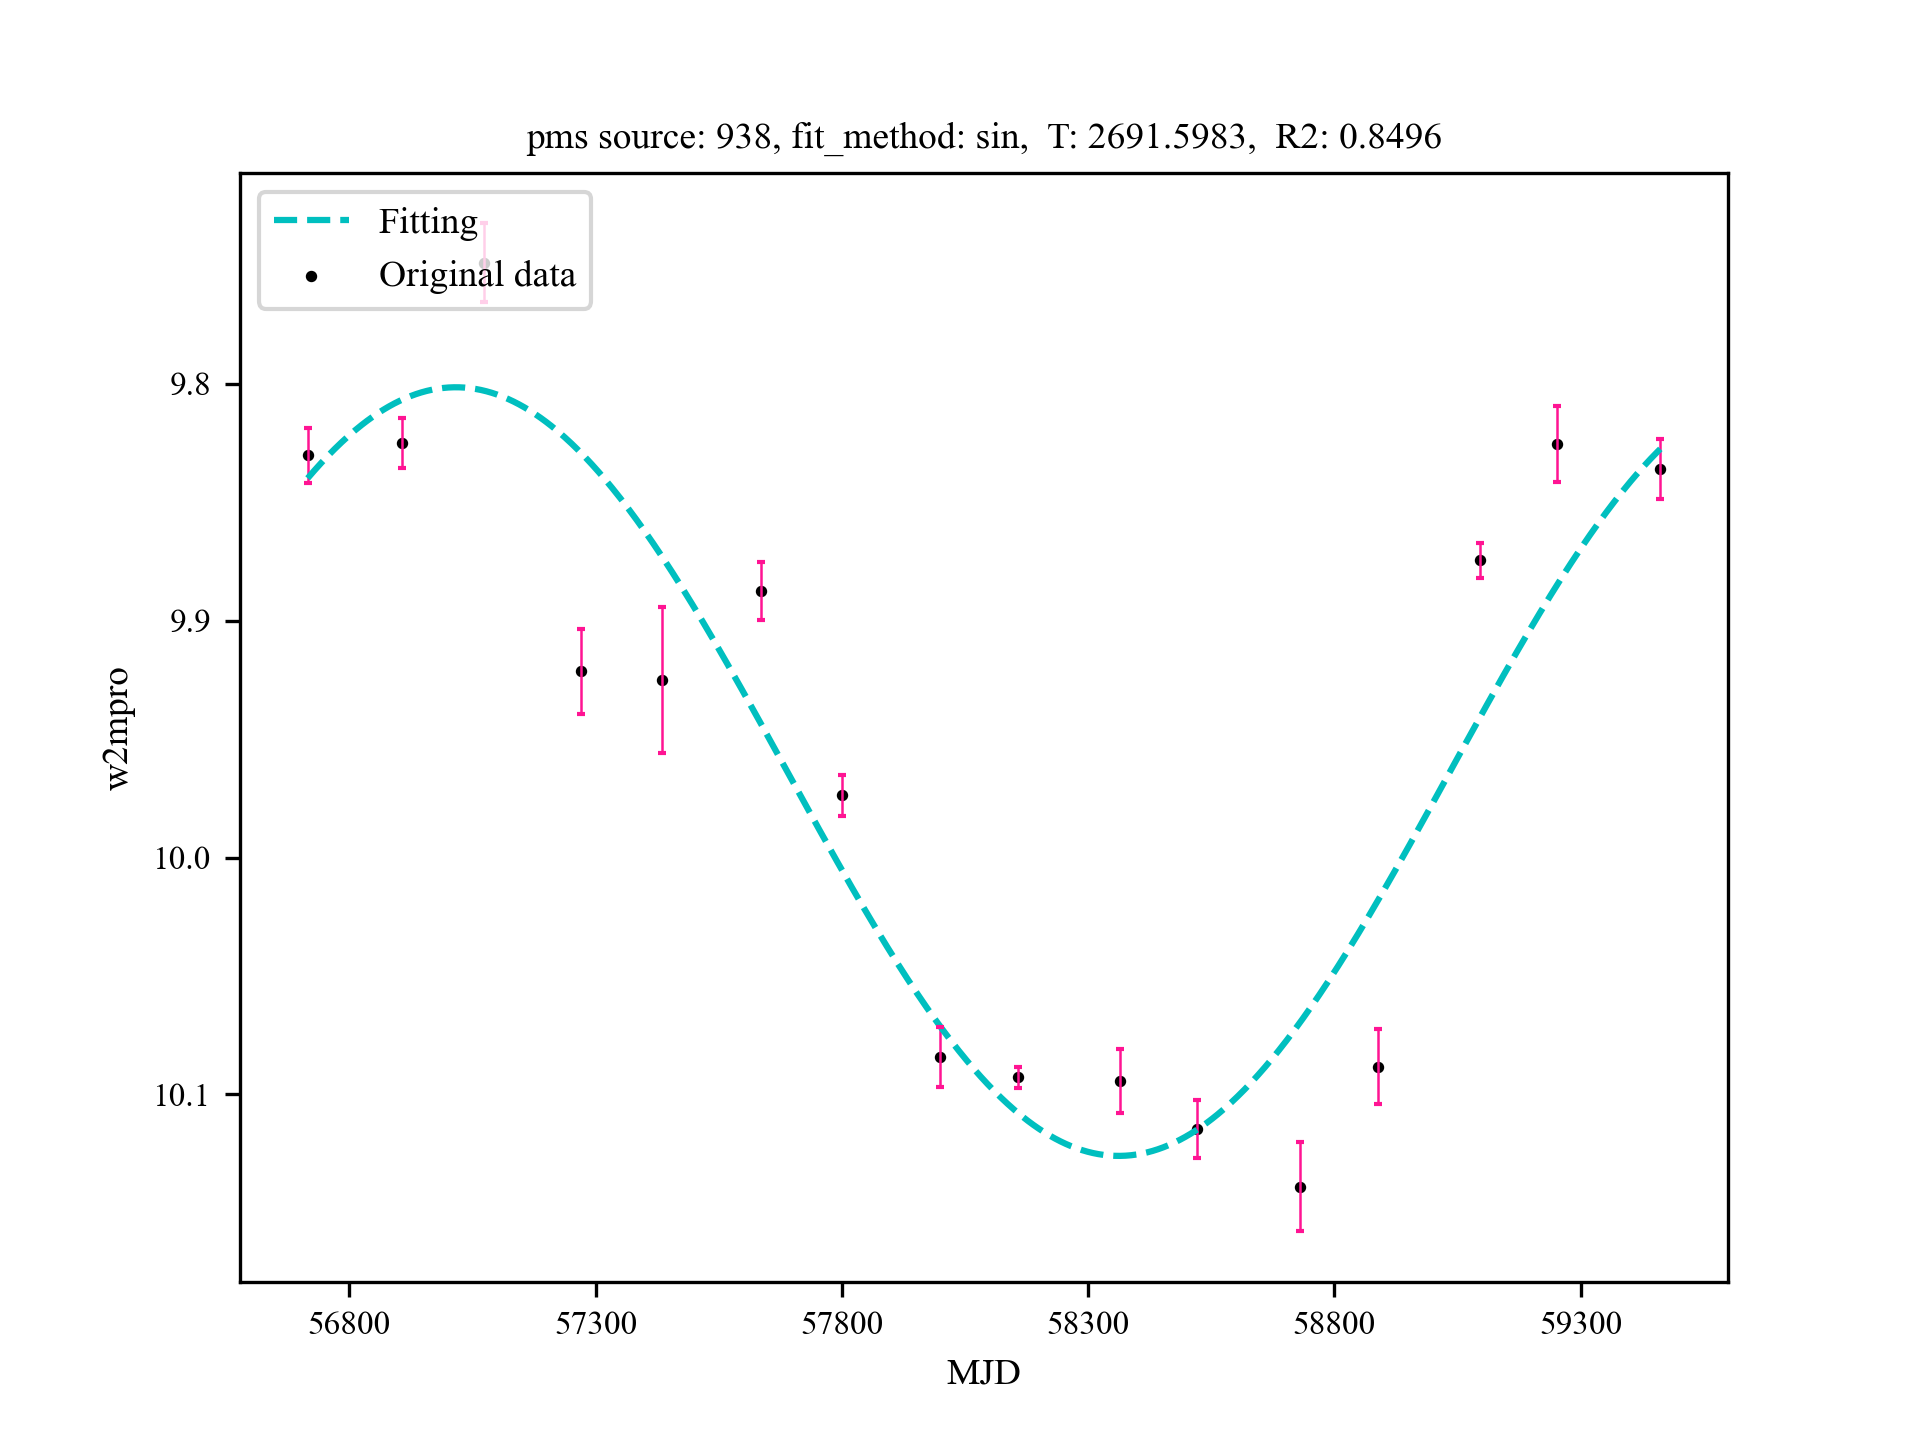 pms source: 938, fit_method: sin,  T: 2691.5983,  R2: 0.8496
Fitting
Original data
9.8
9.9
10.0
10.1
w2mpro
56800
57300
57800
58300
58800
59300
MJD